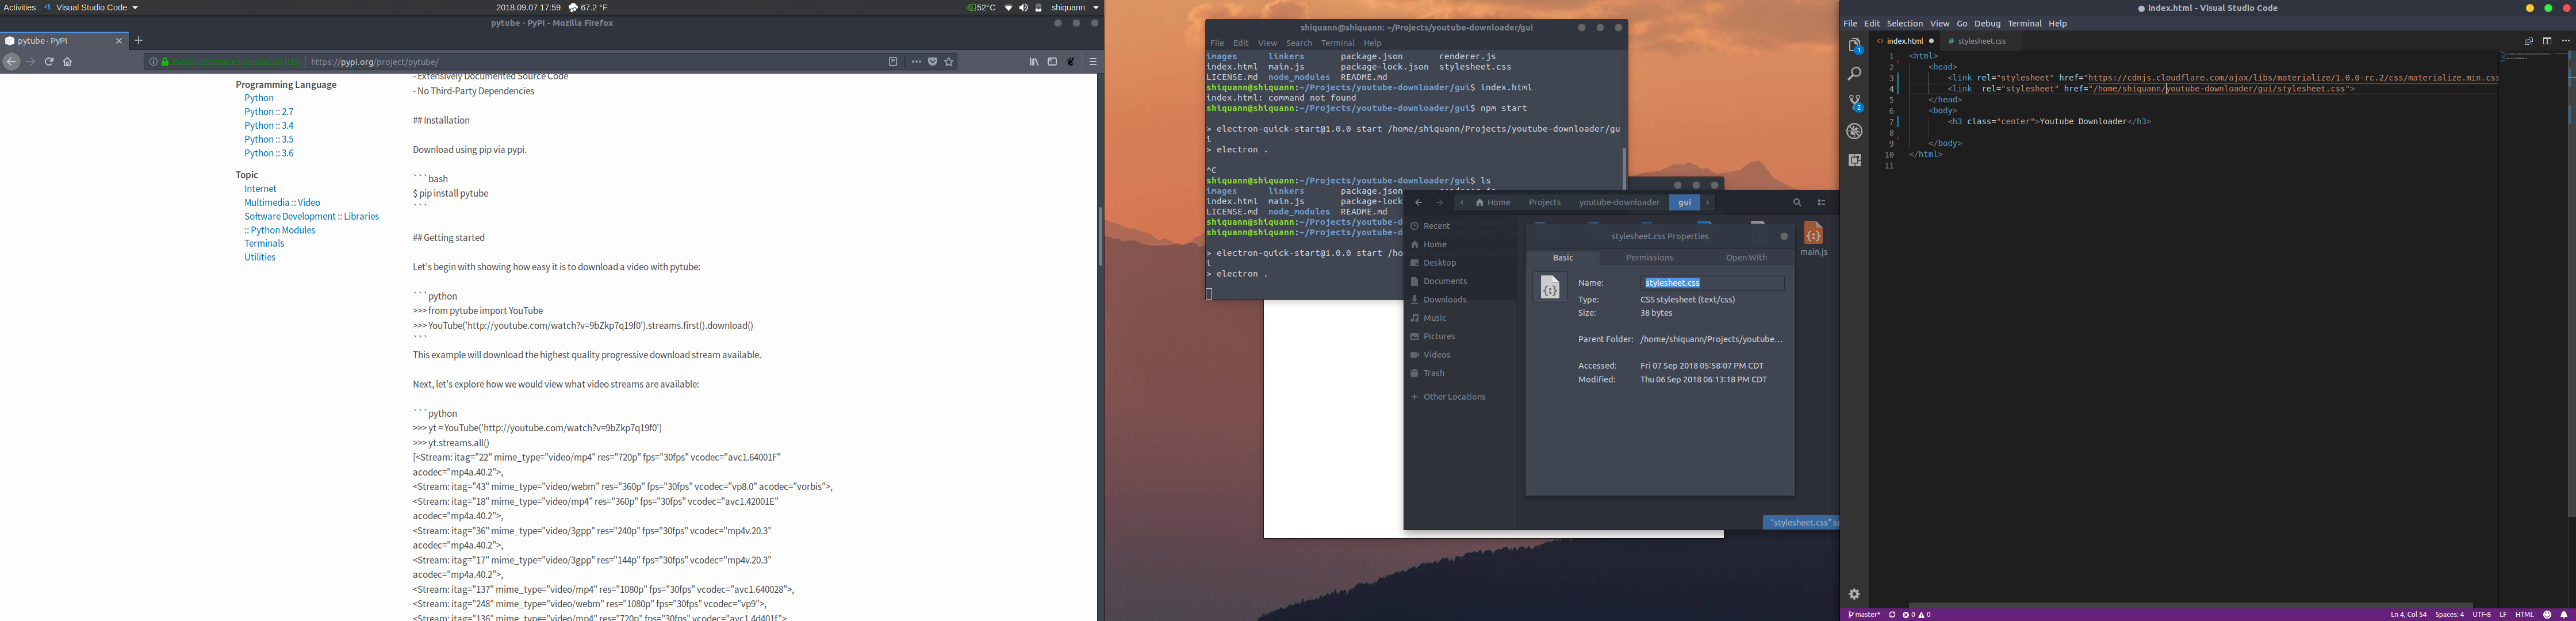 Activities
Visual Studio Code
2018.09.07 17:59
67.2 °F
52°C
shiquann
pytube · PyPI - Mozilla Firefox
pytube · PyPI
https://pypi.org/project/pytube/
Programming Language
Python
Python :: 2.7
Python :: 3.4
Python :: 3.5
Python :: 3.6
Topic
Internet
Multimedia :: Video
Software Development :: Libraries
:: Python Modules
Terminals
Utilities
- Extensively Documented Source Code
- No Third-Party Dependencies
## Installation
Download using pip via pypi.
```bash
$ pip install pytube
```
## Getting started
Let's begin with showing how easy it is to download a video with pytube:
```python
>>> from pytube import YouTube
>>> YouTube('http://youtube.com/watch?v=9bZkp7q19f0').streams.first().download()
```
This example will download the highest quality progressive download stream available.
Next, let's explore how we would view what video streams are available:
```python
>>> yt = YouTube('http://youtube.com/watch?v=9bZkp7q19f0')
>>> yt.streams.all()
[<Stream: itag="22" mime_type="video/mp4" res="720p" fps="30fps" vcodec="avc1.64001F"
acodec="mp4a.40.2">,
<Stream: itag="43" mime_type="video/webm" res="360p" fps="30fps" vcodec="vp8.0" acodec="vorbis">,
<Stream: itag="18" mime_type="video/mp4" res="360p" fps="30fps" vcodec="avc1.42001E"
acodec="mp4a.40.2">,
<Stream: itag="36" mime_type="video/3gpp" res="240p" fps="30fps" vcodec="mp4v.20.3"
acodec="mp4a.40.2">,
<Stream: itag="17" mime_type="video/3gpp" res="144p" fps="30fps" vcodec="mp4v.20.3"
acodec="mp4a.40.2">,
<Stream: itag="137" mime_type="video/mp4" res="1080p" fps="30fps" vcodec="avc1.640028">,
<Stream: itag="248" mime_type="video/webm" res="1080p" fps="30fps" vcodec="vp9">,
<Stream: itag="136" mime_type="video/mp4" res="720p" fps="30fps" vcodec="avc1.4d401f">,
shiquann@shiquann: ~/Projects/youtube-downloader/gui
File Edit View Search Terminal Help
images linkers package.json renderer.js
index.html main.js package-lock.json stylesheet.css
LICENSE.md node_modules README.md
shiquann@shiquann:~/Projects/youtube-downloader/gui$ index.html
index.html: command not found
shiquann@shiquann:~/Projects/youtube-downloader/gui$ npm start
> electron-quick-start@1.0.0 start /home/shiquann/Projects/youtube-downloader/gu
i
> electron .
^C
shiquann@shiquann:~/Projects/youtube-downloader/gui$ ls
images linkers package.json renderer.js
index.html main.js package-lock
LICENSE.md node_modules README.md
shiquann@shiquann:~/Projects/youtube-d
shiquann@shiquann:~/Projects/youtube-d
> electron-quick-start@1.0.0 start /ho
i
> electron .
Home
Projects
youtube-downloader
gui
Recent
Home
Desktop
Documents
Downloads
Music
Pictures
Videos
Trash
Other Locations
main.js
"stylesheet.css" se
stylesheet.css Properties
Basic
Permissions
Open With
Name: stylesheet.css
Type: CSS stylesheet (text/css)
Size: 38 bytes
Parent Folder: /home/shiquann/Projects/youtube…
Accessed: Fri 07 Sep 2018 05:58:07 PM CDT
Modified: Thu 06 Sep 2018 06:13:18 PM CDT
● index.html - Visual Studio Code
File Edit Selection View Go Debug Terminal Help
index.html
stylesheet.css
1
2
1 <html>
2 <head>
3 <link rel="stylesheet" href="https://cdnjs.cloudflare.com/ajax/libs/materialize/1.0.0-rc.2/css/materialize.min.css
4 <link  rel="stylesheet" href="/home/shiquann/youtube-downloader/gui/stylesheet.css">
5 </head>
6 <body>
7 <h3 class="center">Youtube Downloader</h3>
8
9 </body>
10 </html>
11
master*
0
0
Ln 4, Col 54
Spaces: 4
UTF-8
LF
HTML